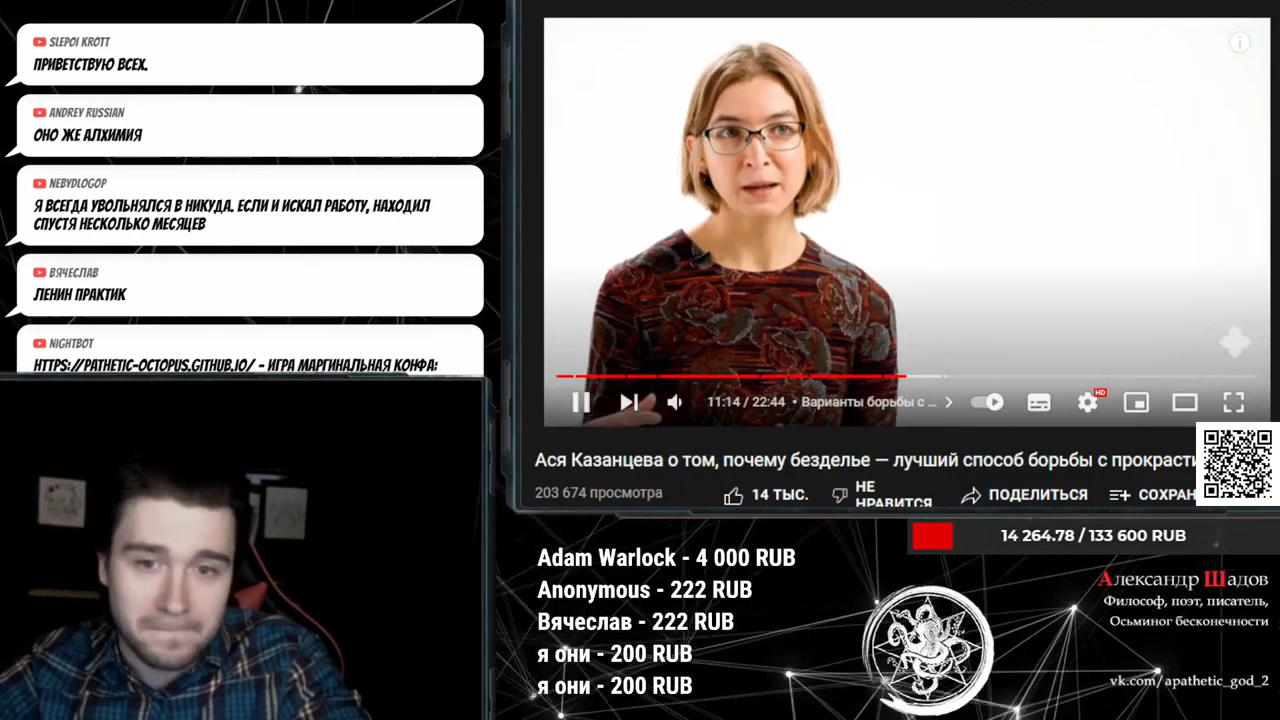 SLEPOI KROTT
ПРИВЕТСТВУЮ ВСЕХ.
ANDREY RUSSIAN
ОНО ЖЕ АЛХИМИЯ
NEBYDLOGOP
Я ВСЕГДА УВОЛЬНЯЛСЯ В НИКУДА. ЕСЛИ И ИСКАЛ РАБОТУ, НАХОДИЛ
СПУСТЯ НЕСКОЛЬКО МЕСЯЦЕВ
ВЯЧЕСЛАВ
ЛЕНИН ПРАКТИК
NIGHTBOT
HTTPS://PATHETIC-OCTOPUS.GITHUB.IO/ - ИГРА МАРГИНАЛЬНАЯ КОНФА:
11:14 / 22:44 • Варианты борьбы с ...
HD
Ася Казанцева о том, почему безделье — лучший способ борьбы с прокрасти
203 674 просмотра
14 ТЫС.
НЕ
НРАВИТСЯ
ПОДЕЛИТЬСЯ
СОХРАН
14 264.78 / 133 600 RUB
Adam Warlock - 4 000 RUB
Anonymous - 222 RUB
Вячеслав - 222 RUB
я они - 200 RUB
я они - 200 RUB
Александр Шадов
Философ, поэт, писатель,
Осьминог бесконечности
vk.com/apathetic_god_2